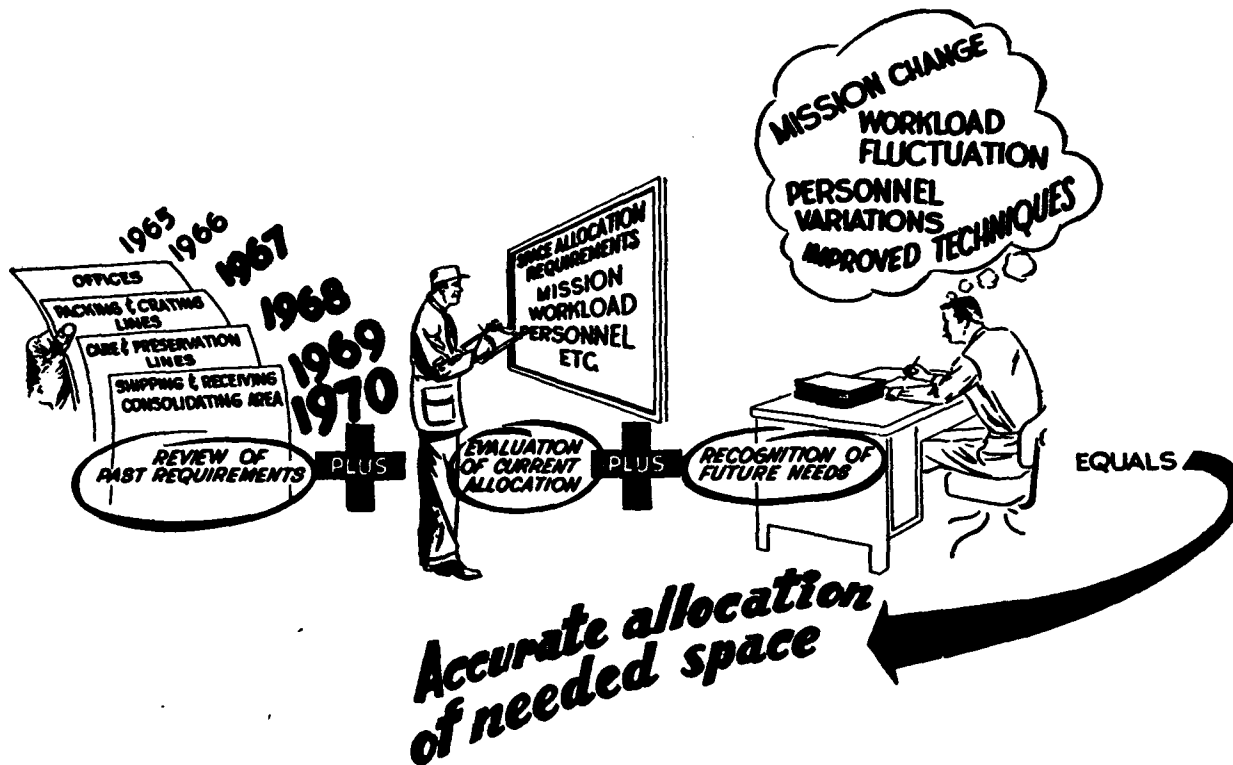 1965
1966
1967
1968
1969
1970
OFFICES
PACKING & CRATING
LINES
CARE & PRESERVATION
LINES
SHIPPING & RECEIVING
CONSOLIDATING AREA
REVIEW OF
PAST REQUIREMENTS
PLUS
SPACE ALLOCATION
REQUIREMENTS
MISSION
WORKLOAD
PERSONNEL
ETC.
EVALUATION
OF CURRENT
ALLOCATION
PLUS
MISSION CHANGE
WORKLOAD
FLUCTUATION
PERSONNEL
VARIATIONS
IMPROVED TECHNIQUES
RECOGNITION OF
FUTURE NEEDS
EQUALS
Accurate allocation
of needed space